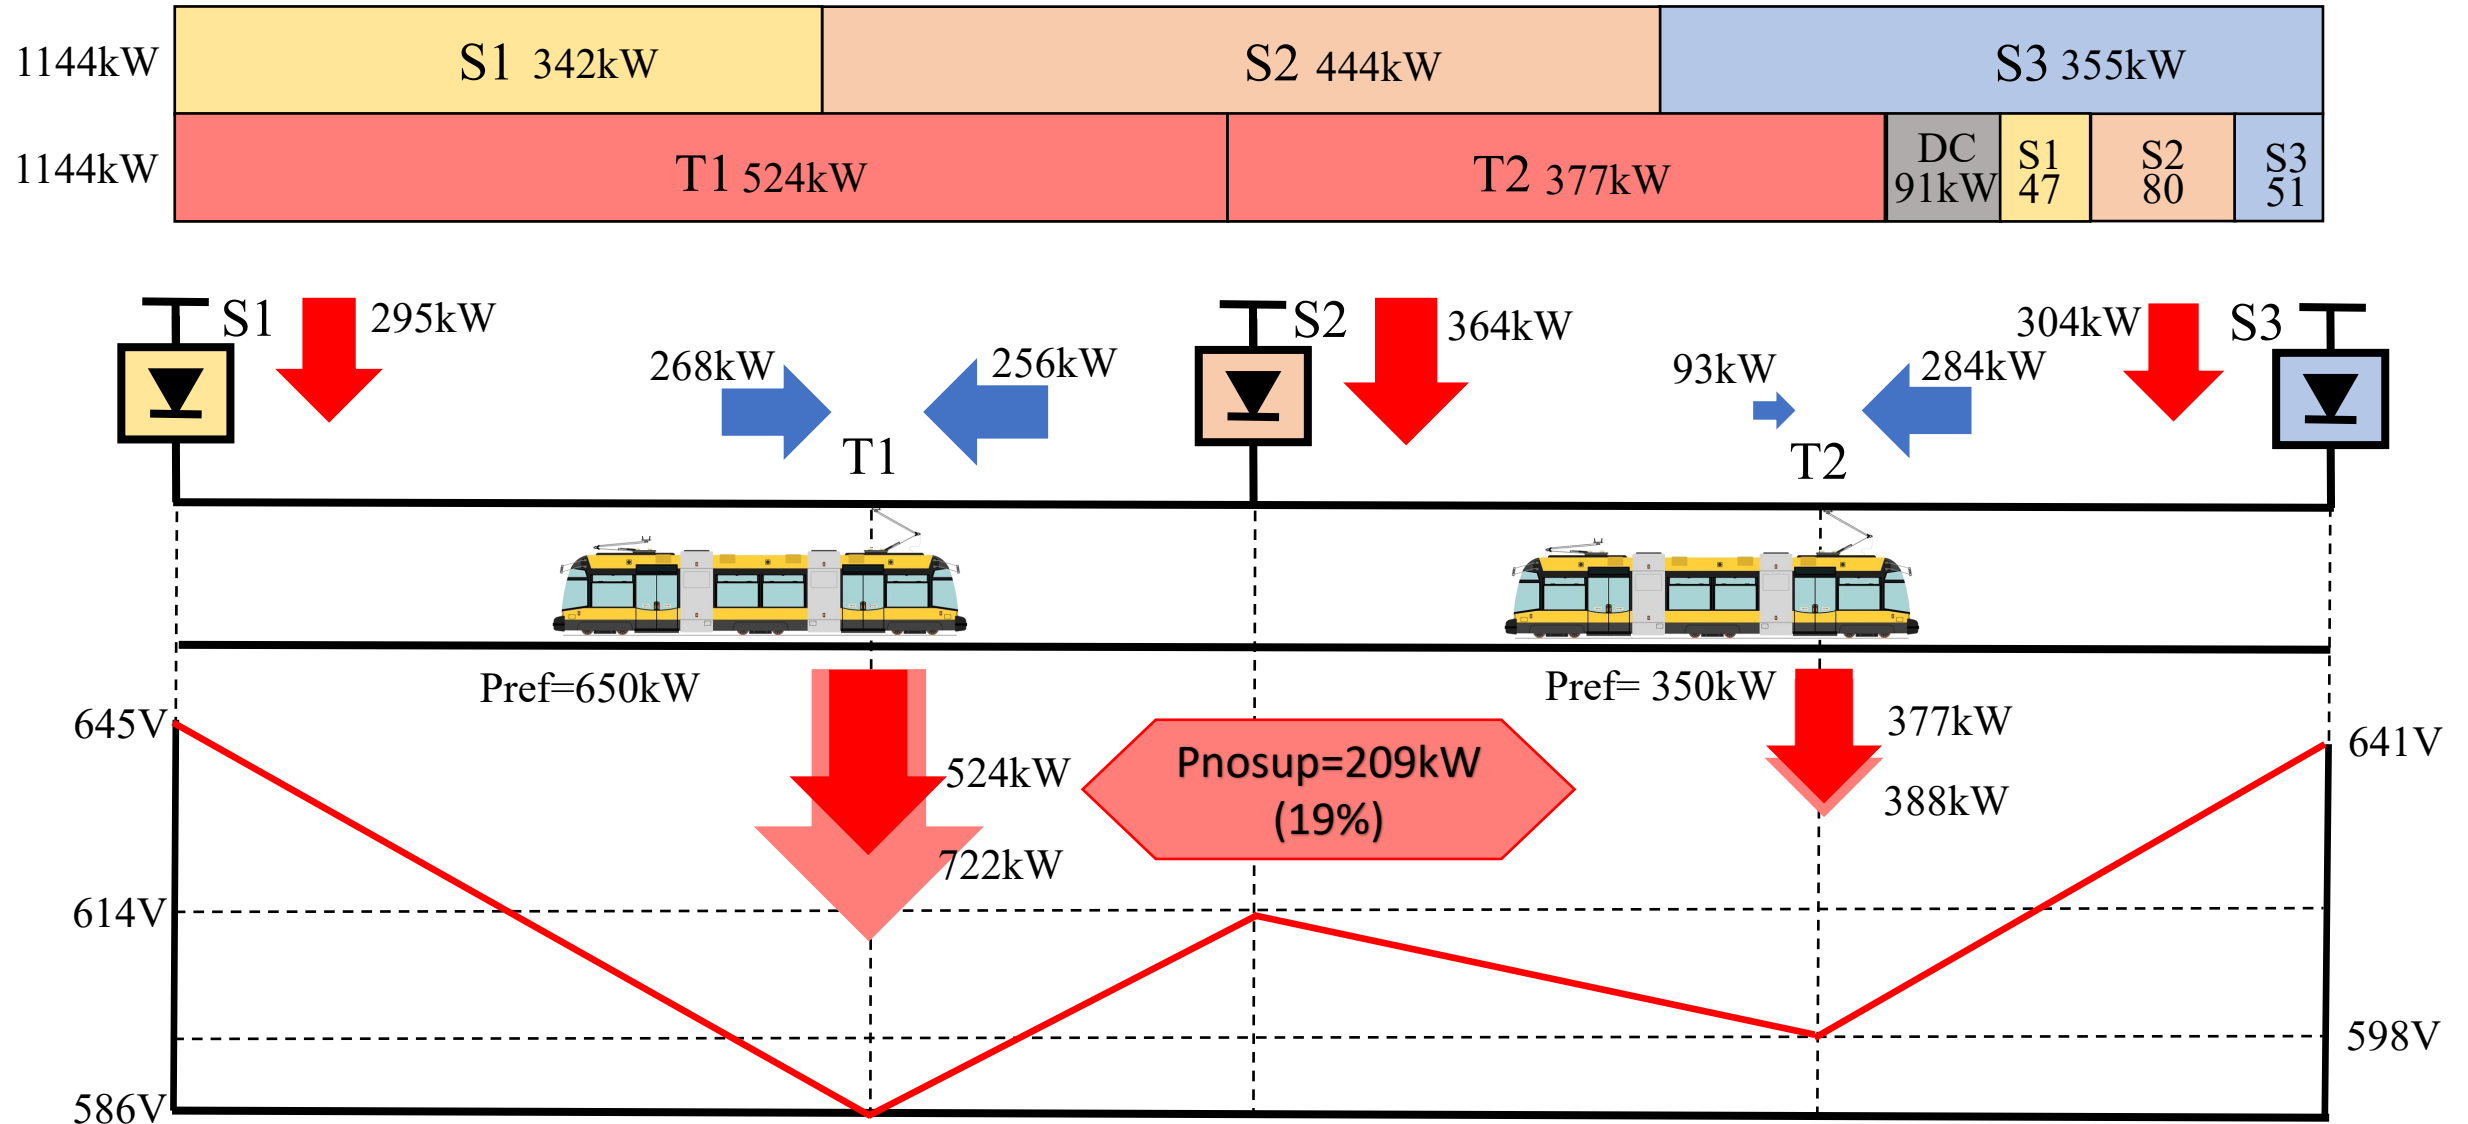 1144kW
S1 342kW
S2 444kW
S3 355kW
1144kW
T1 524kW
T2 377kW
DC
91kW
S1
47
S2
80
S3
51
S1
295kW
268kW
256kW
T1
S2
364kW
93kW
284kW
T2
304kW
S3
Pref=650kW
Pref= 350kW
645V
524kW
722kW
Pnosup=209kW
(19%)
377kW
388kW
641V
614V
598V
586V